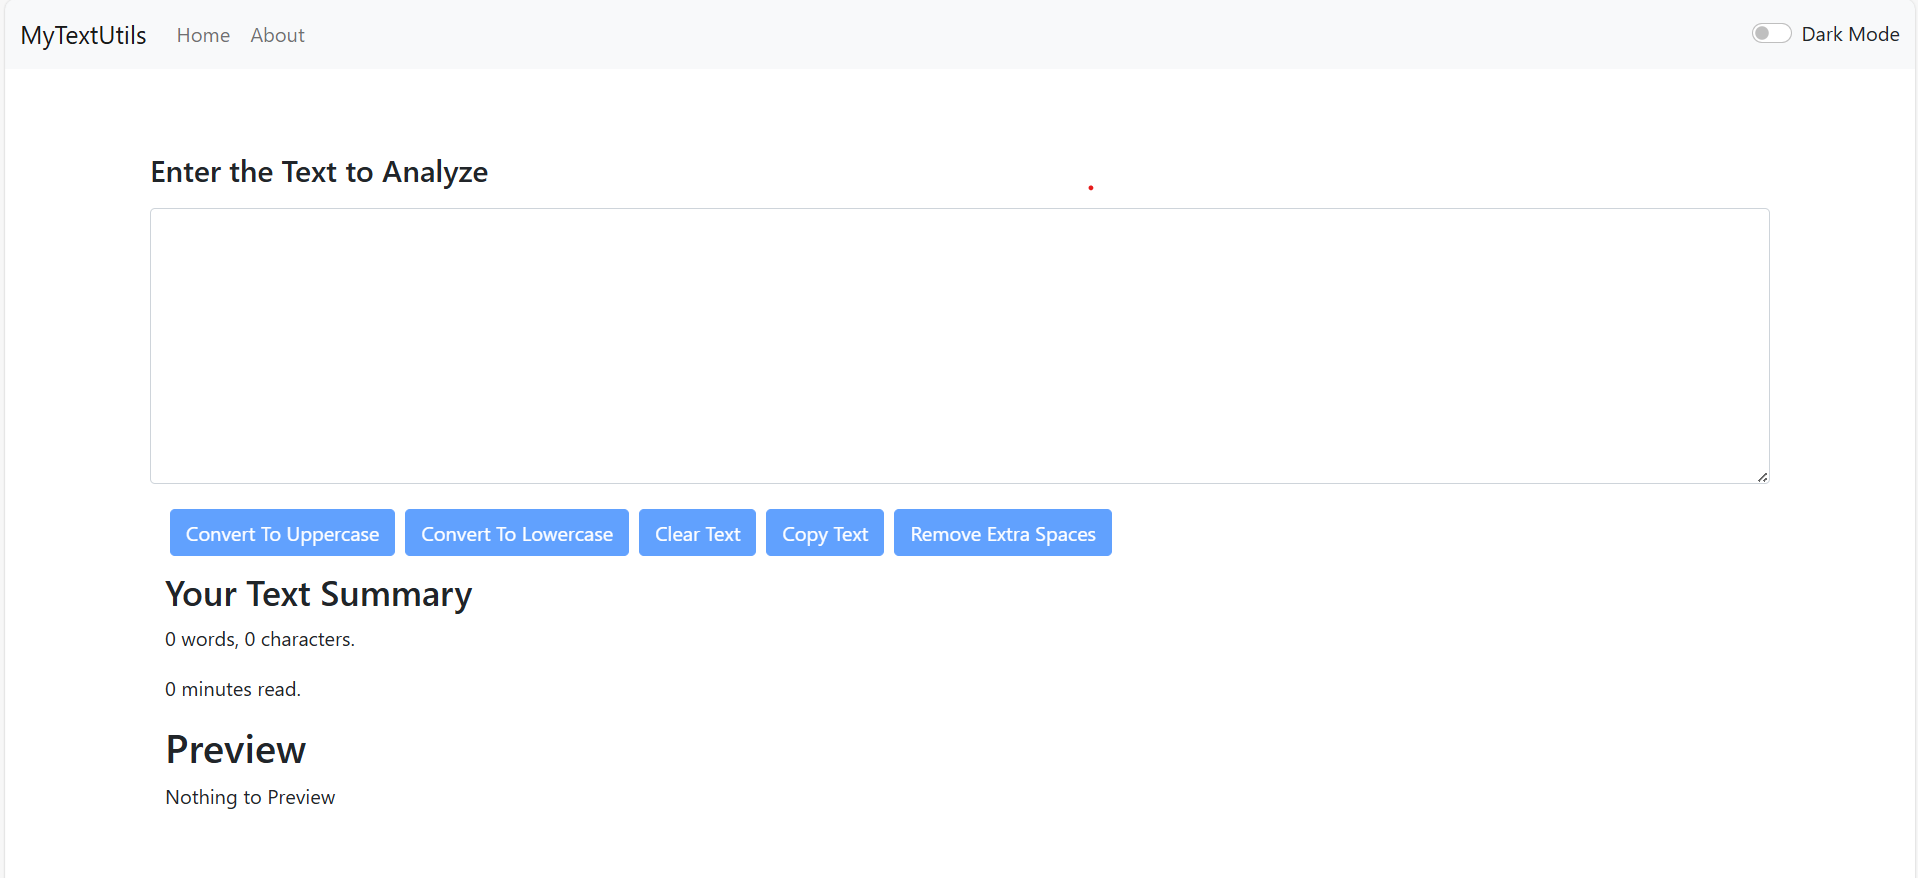 MyTextUtils Home About Dark Mode
Enter the Text to Analyze
Convert To Uppercase Convert To Lowercase Clear Text Copy Text Remove Extra Spaces
Your Text Summary
0 words, 0 characters.
0 minutes read.
Preview
Nothing to Preview